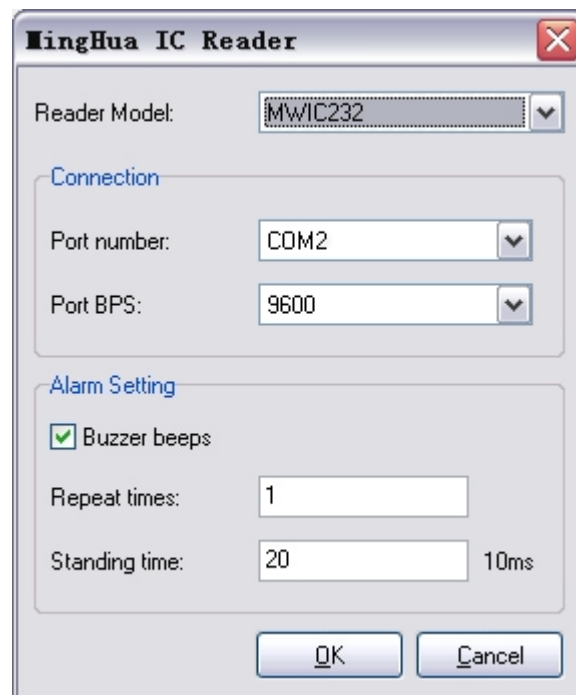 MingHua IC Reader
Reader Model: MWIC232
Connection
Port number: COM2
Port BPS: 9600
Alarm Setting
Buzzer beeps
Repeat times: 1
Standing time: 20 10ms
OK Cancel